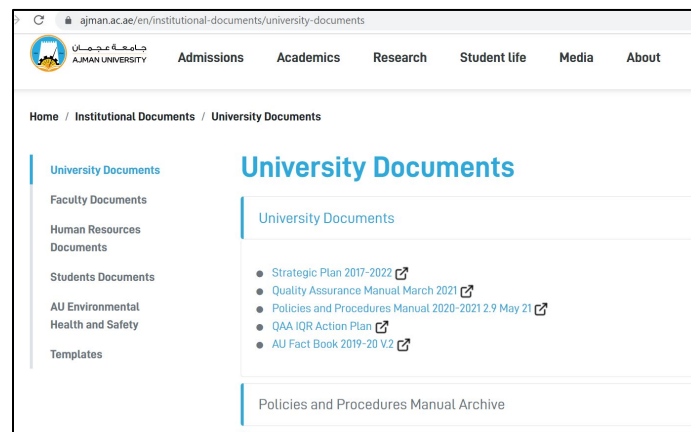 ajman.ac.ae/en/institutional-documents/university-documents
جامعة عجمان
AJMAN UNIVERSITY
Admissions Academics Research Student life Media About
Home / Institutional Documents / University Documents
University Documents
Faculty Documents
Human Resources
Documents
Students Documents
AU Environmental
Health and Safety
Templates
University Documents
University Documents
Strategic Plan 2017-2022
Quality Assurance Manual March 2021
Policies and Procedures Manual 2020-2021 2.9 May 21
QAA IQR Action Plan
AU Fact Book 2019-20 V.2
Policies and Procedures Manual Archive